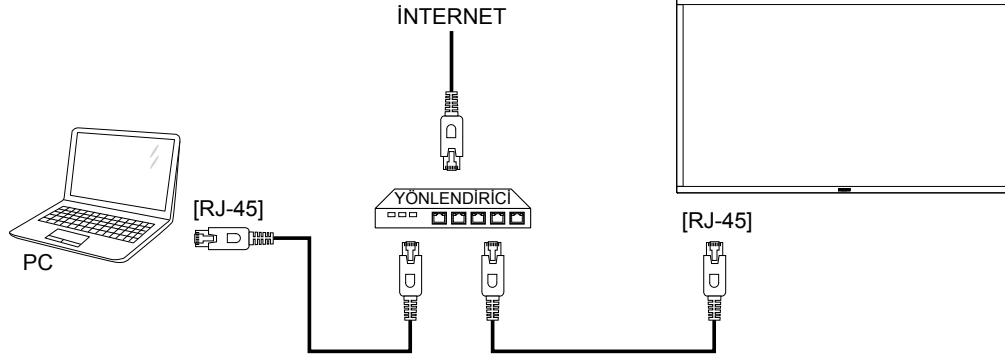 İNTERNET
YÖNLENDİRİCİ
[RJ-45]
[RJ-45]
PC